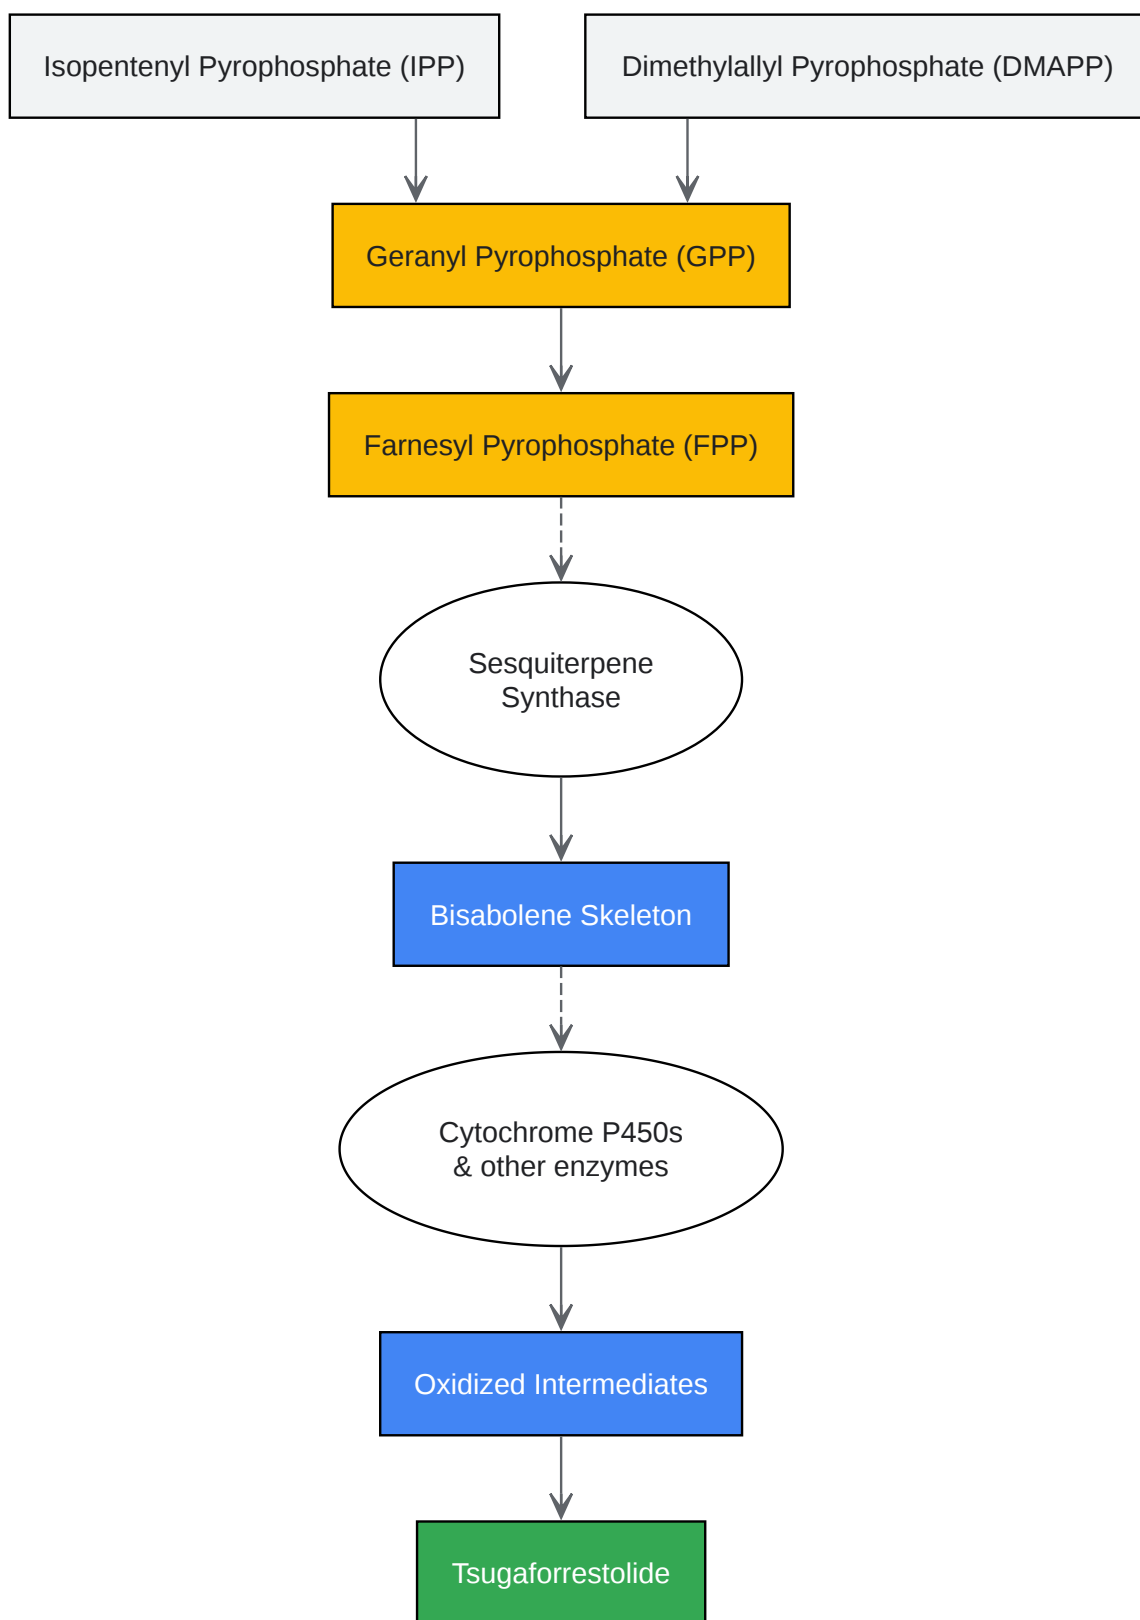 Isopentenyl Pyrophosphate (IPP)
Dimethylallyl Pyrophosphate (DMAPP)
Geranyl Pyrophosphate (GPP)
Farnesyl Pyrophosphate (FPP)
Sesquiterpene
Synthase
Bisabolene Skeleton
Cytochrome P450s
& other enzymes
Oxidized Intermediates
Tsugaforrestolide